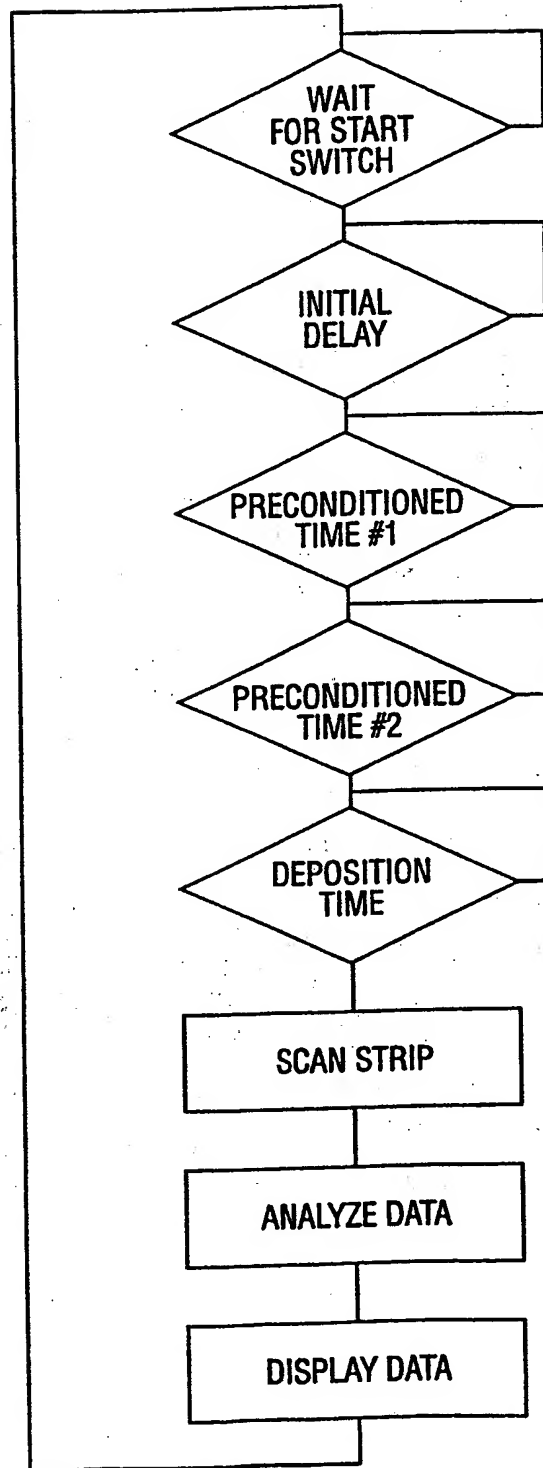 WAIT
FOR START
SWITCH
INITIAL
DELAY
PRECONDITIONED
TIME #1
PRECONDITIONED
TIME #2
DEPOSITION
TIME
SCAN STRIP
ANALYZE DATA
DISPLAY DATA